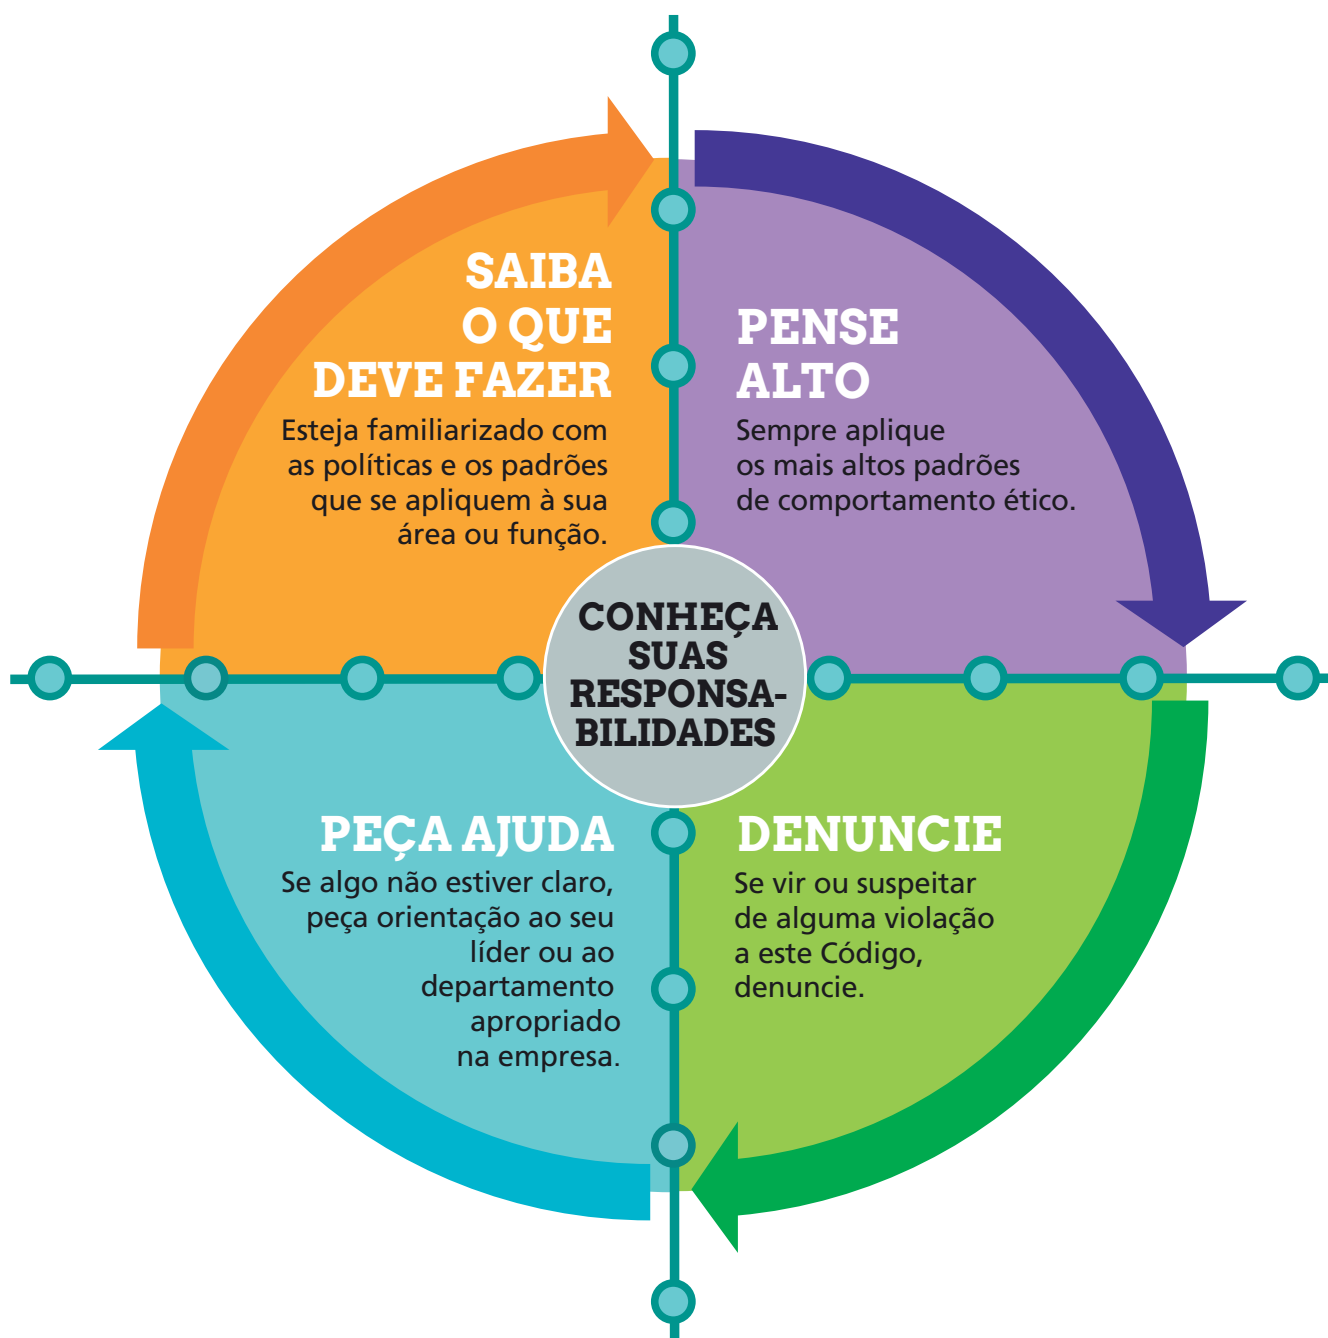 SAIBA
O QUE
DEVE FAZER
Esteja familiarizado com
as políticas e os padrões
que se apliquem à sua
área ou função.
PENSE
ALTO
Sempre aplique
os mais altos padrões
de comportamento ético.
CONHEÇA
SUAS
RESPONSA-
BILIDADES
PEÇA AJUDA
Se algo não estiver claro,
peça orientação ao seu
líder ou ao
departamento
apropriado
na empresa.
DENUNCIE
Se vir ou suspeitar
de alguma violação
a este Código,
denuncie.